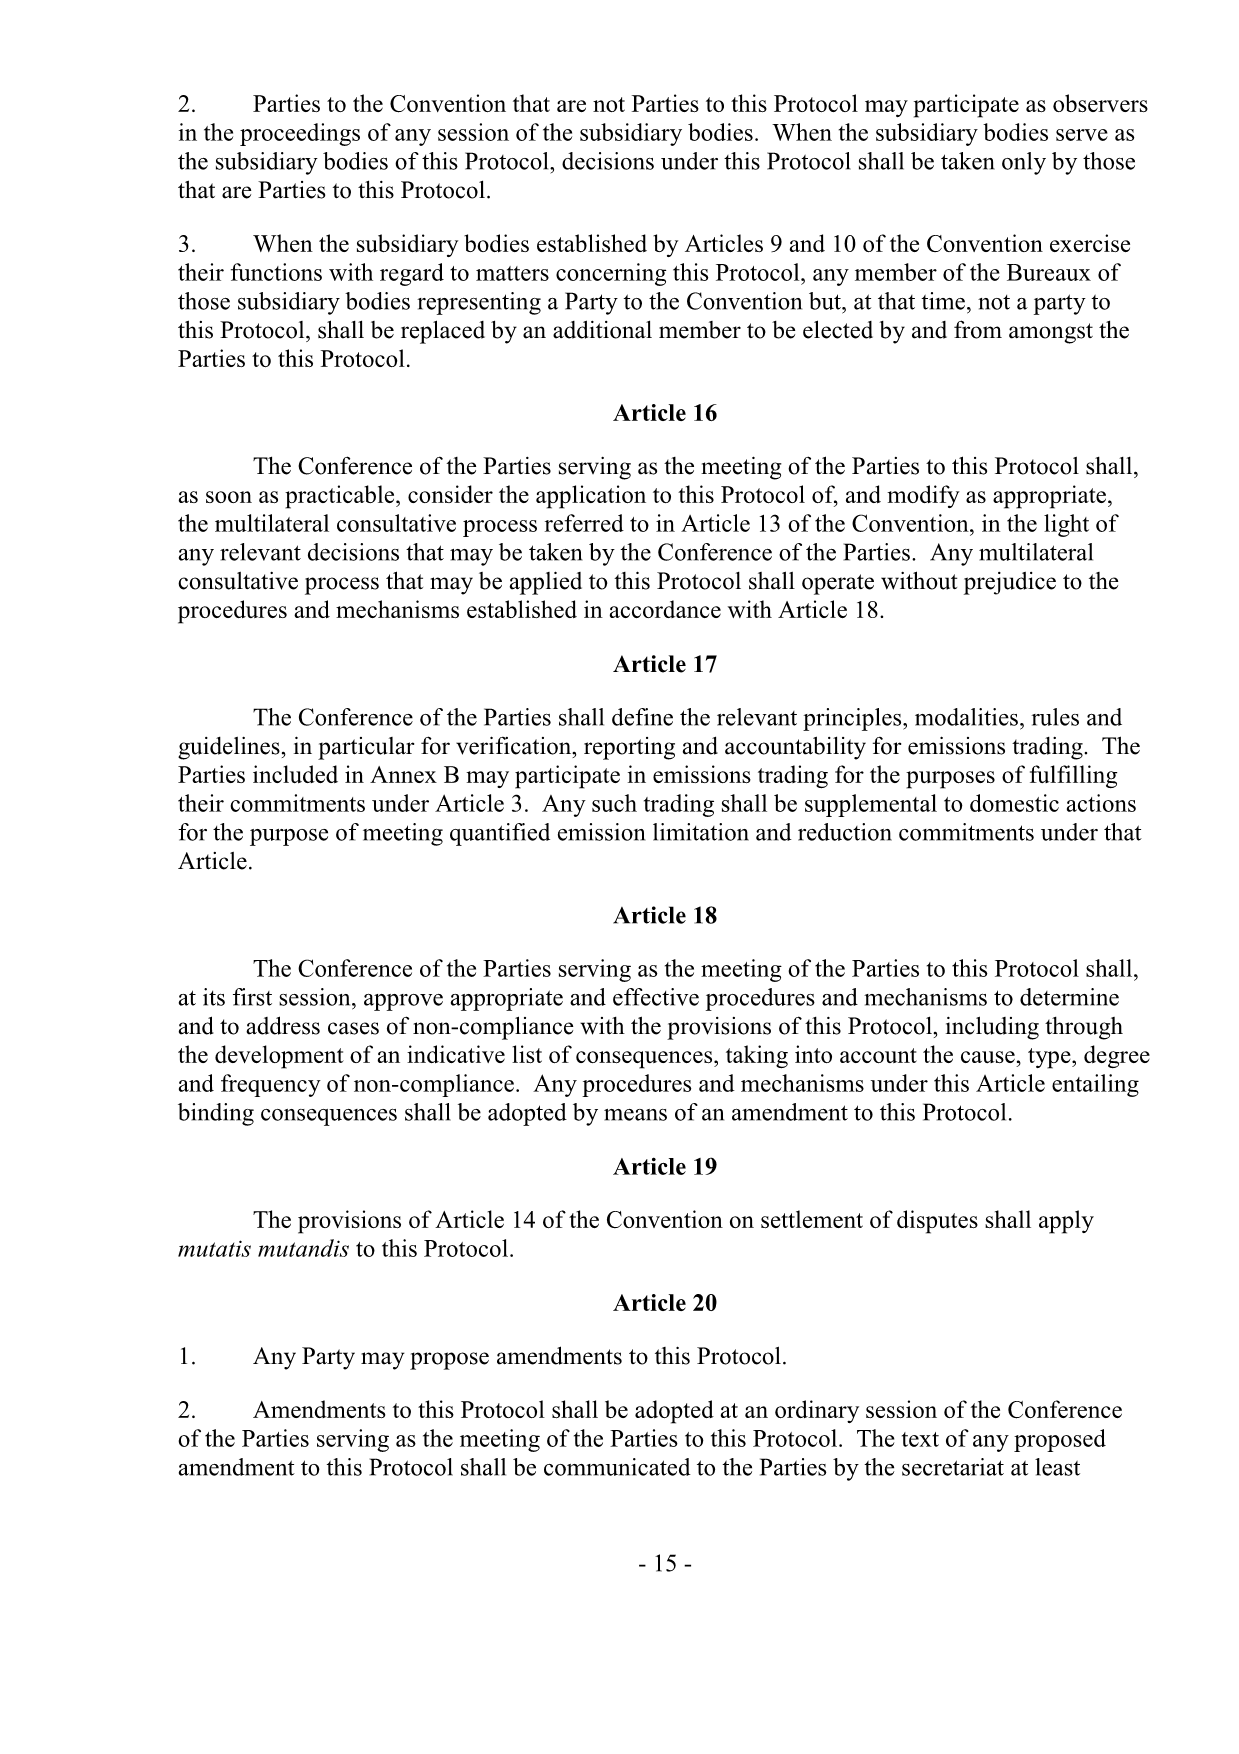 2. Parties to the Convention that are not Parties to this Protocol may participate as observers
in the proceedings of any session of the subsidiary bodies.  When the subsidiary bodies serve as
the subsidiary bodies of this Protocol, decisions under this Protocol shall be taken only by those
that are Parties to this Protocol.
3. When the subsidiary bodies established by Articles 9 and 10 of the Convention exercise
their functions with regard to matters concerning this Protocol, any member of the Bureaux of
those subsidiary bodies representing a Party to the Convention but, at that time, not a party to
this Protocol, shall be replaced by an additional member to be elected by and from amongst the
Parties to this Protocol.
Article 16
The Conference of the Parties serving as the meeting of the Parties to this Protocol shall,
as soon as practicable, consider the application to this Protocol of, and modify as appropriate,
the multilateral consultative process referred to in Article 13 of the Convention, in the light of
any relevant decisions that may be taken by the Conference of the Parties.  Any multilateral
consultative process that may be applied to this Protocol shall operate without prejudice to the
procedures and mechanisms established in accordance with Article 18.
Article 17
The Conference of the Parties shall define the relevant principles, modalities, rules and
guidelines, in particular for verification, reporting and accountability for emissions trading.  The
Parties included in Annex B may participate in emissions trading for the purposes of fulfilling
their commitments under Article 3.  Any such trading shall be supplemental to domestic actions
for the purpose of meeting quantified emission limitation and reduction commitments under that
Article.
Article 18
The Conference of the Parties serving as the meeting of the Parties to this Protocol shall,
at its first session, approve appropriate and effective procedures and mechanisms to determine
and to address cases of non-compliance with the provisions of this Protocol, including through
the development of an indicative list of consequences, taking into account the cause, type, degree
and frequency of non-compliance.  Any procedures and mechanisms under this Article entailing
binding consequences shall be adopted by means of an amendment to this Protocol.
Article 19
The provisions of Article 14 of the Convention on settlement of disputes shall apply
mutatis mutandis to this Protocol.
Article 20
1. Any Party may propose amendments to this Protocol.
2. Amendments to this Protocol shall be adopted at an ordinary session of the Conference
of the Parties serving as the meeting of the Parties to this Protocol.  The text of any proposed
amendment to this Protocol shall be communicated to the Parties by the secretariat at least
- 15 -